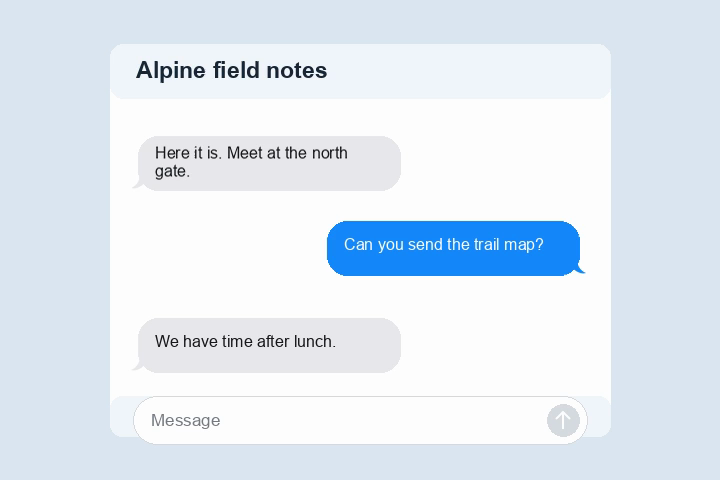 Alpine field notes
Here it is. Meet at the north
gate.
Can you send the trail map?
We have time after lunch.
Message